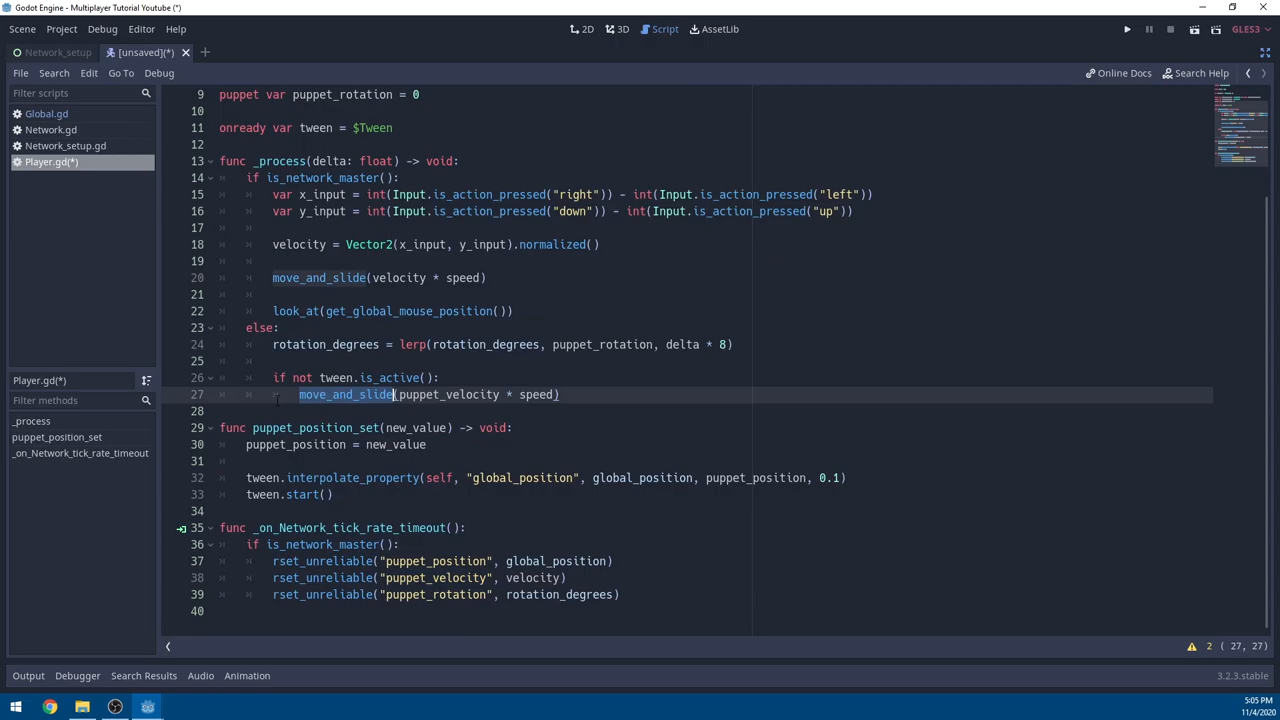 Godot Engine - Multiplayer Tutorial Youtube (*)
Scene Project Debug Editor Help 2D 3D Script AssetLib GLES3
Network_setup [unsaved](*)
File Search Edit Go To Debug Online Docs Search Help
Filter scripts
Global.gd
Network.gd
Network_setup.gd
Player.gd(*)
Player.gd(*)
Filter methods
_process
puppet_position_set
_on_Network_tick_rate_timeout
9 puppet var puppet_rotation = 0
10
11 onready var tween = $Tween
12
13 func _process(delta: float) -> void:
14 if is_network_master():
15 var x_input = int(Input.is_action_pressed("right")) - int(Input.is_action_pressed("left"))
16 var y_input = int(Input.is_action_pressed("down")) - int(Input.is_action_pressed("up"))
17
18 velocity = Vector2(x_input, y_input).normalized()
19
20 move_and_slide(velocity * speed)
21
22 look_at(get_global_mouse_position())
23 else:
24 rotation_degrees = lerp(rotation_degrees, puppet_rotation, delta * 8)
25
26 if not tween.is_active():
27 move_and_slide(puppet_velocity * speed)
28
29 func puppet_position_set(new_value) -> void:
30 puppet_position = new_value
31
32 tween.interpolate_property(self, "global_position", global_position, puppet_position, 0.1)
33 tween.start()
34
35 func _on_Network_tick_rate_timeout():
36 if is_network_master():
37 rset_unreliable("puppet_position", global_position)
38 rset_unreliable("puppet_velocity", velocity)
39 rset_unreliable("puppet_rotation", rotation_degrees)
40
2 ( 27, 27)
Output Debugger Search Results Audio Animation 3.2.3.stable
5:05 PM
11/4/2020